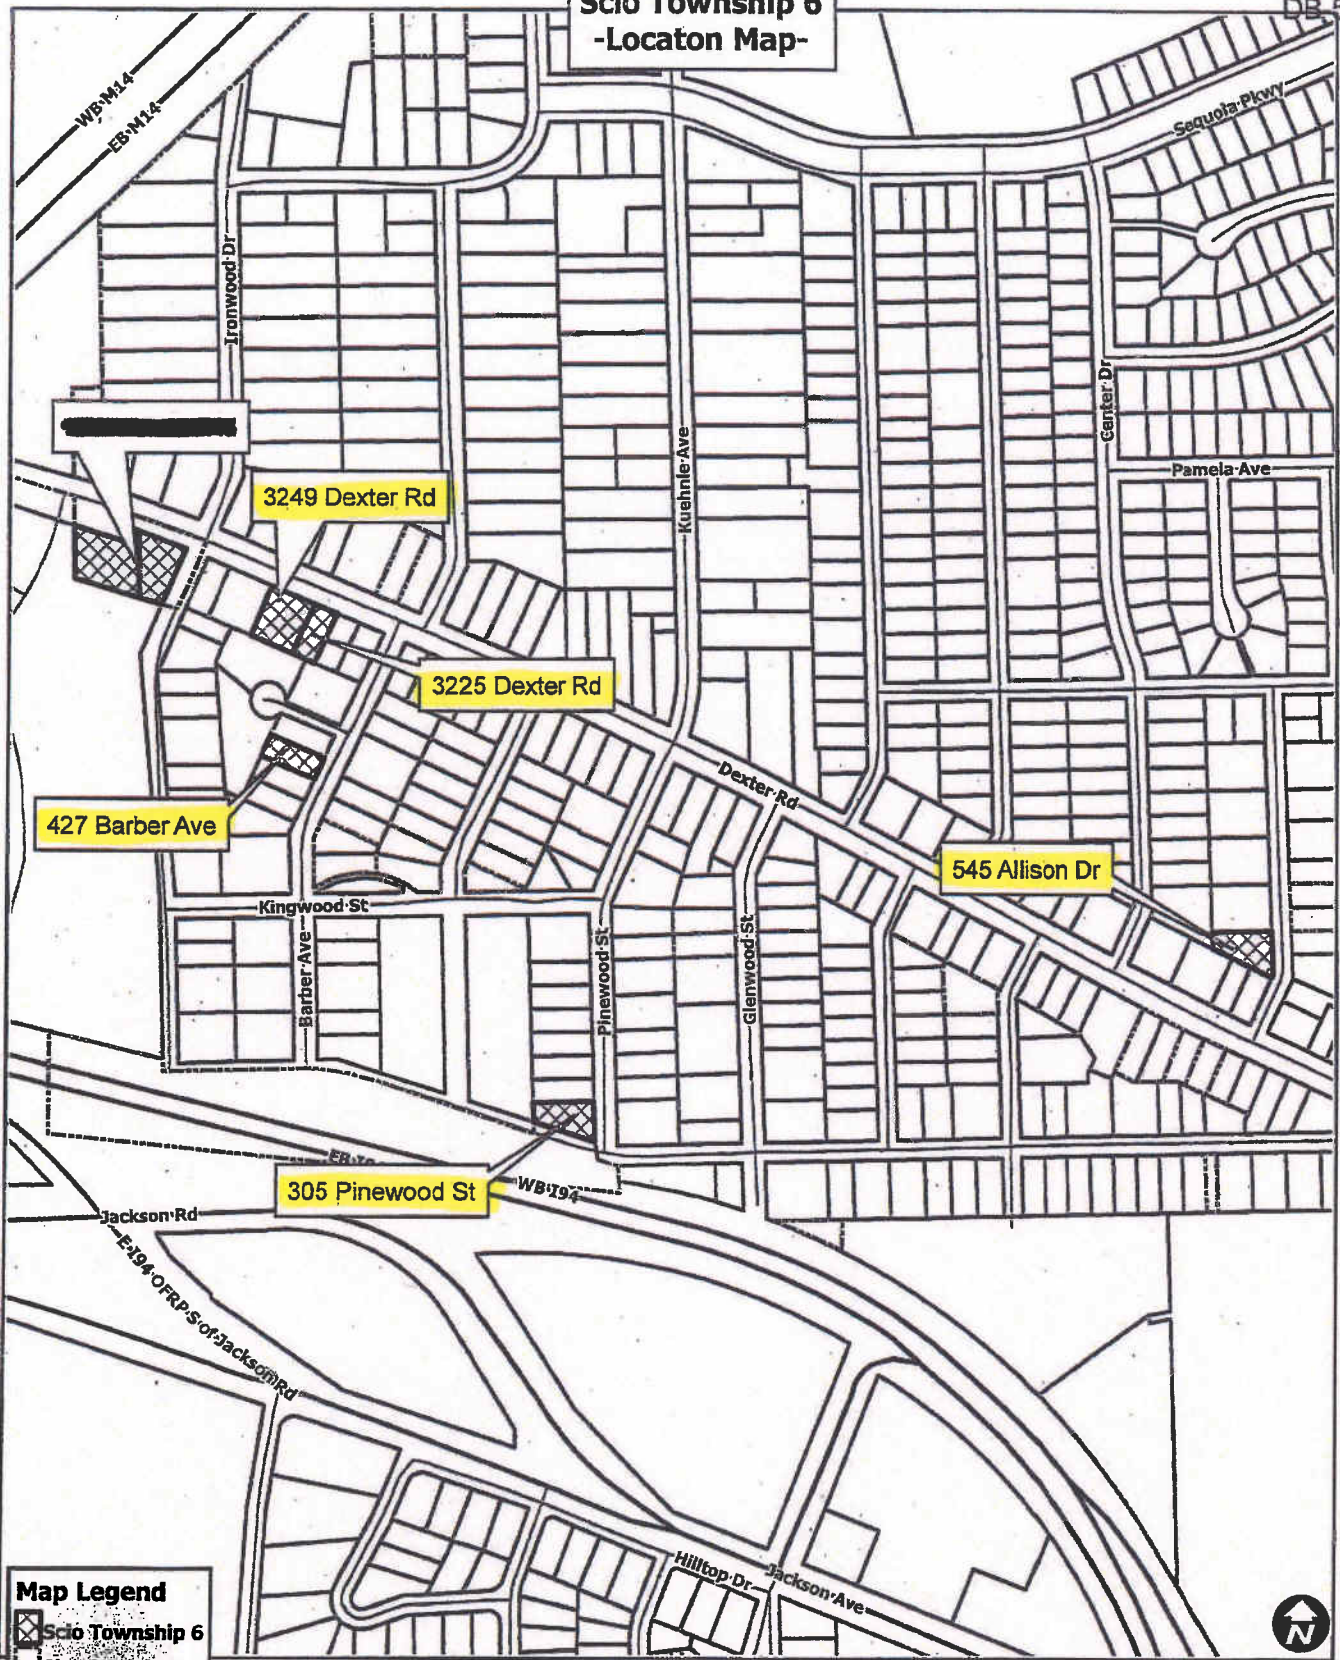 Scio Township 6
-Locaton Map-
WB M14
EB M14
Sequoia Pkwy
Ironwood Dr
Center Dr
Kuehnle Ave
Pamela Ave
3249 Dexter Rd
3225 Dexter Rd
Dexter Rd
427 Barber Ave
545 Allison Dr
Kingwood St
Barber Ave
Pinewood St
Glenwood St
305 Pinewood St
WB I94
Jackson Rd
E I94 OFRP S of Jackson Rd
Hilltop Dr
Jackson Ave
Map Legend
Scio Township 6
N